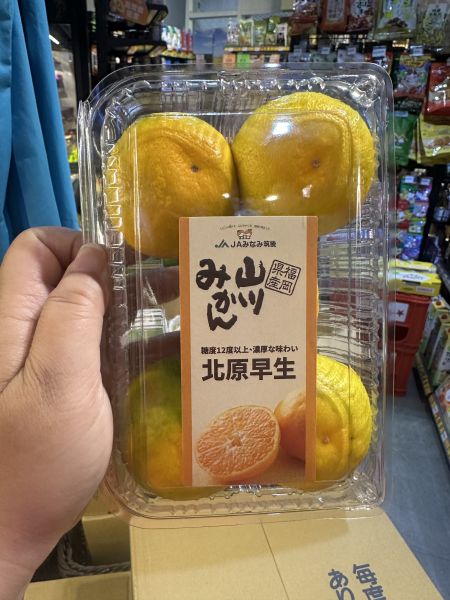 JAみなみ筑後
福岡
県産
山川
みかん
糖度12度以上、濃厚な味わい
北原早生
毎度
あり